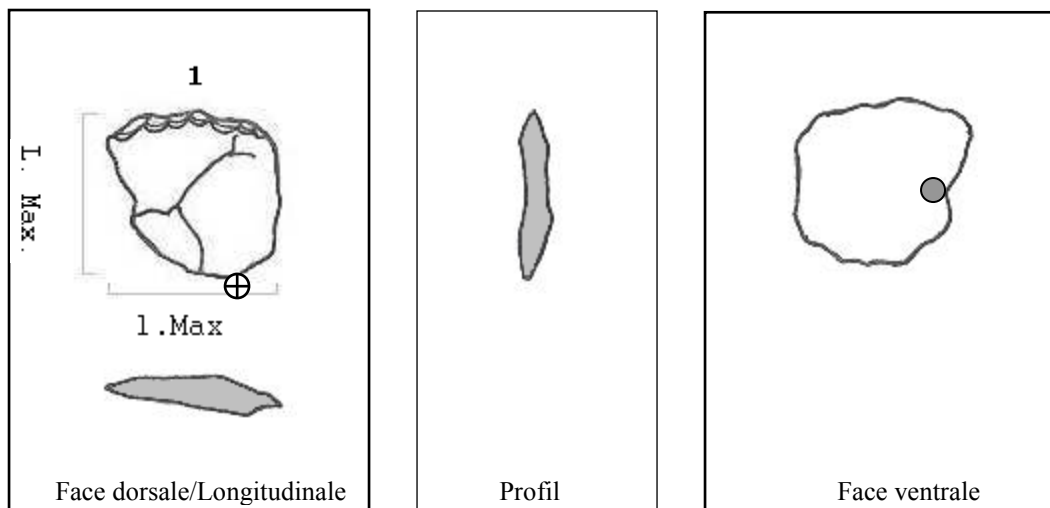 1
L. Max.
l.Max
Face dorsale/Longitudinale
Profil
Face ventrale